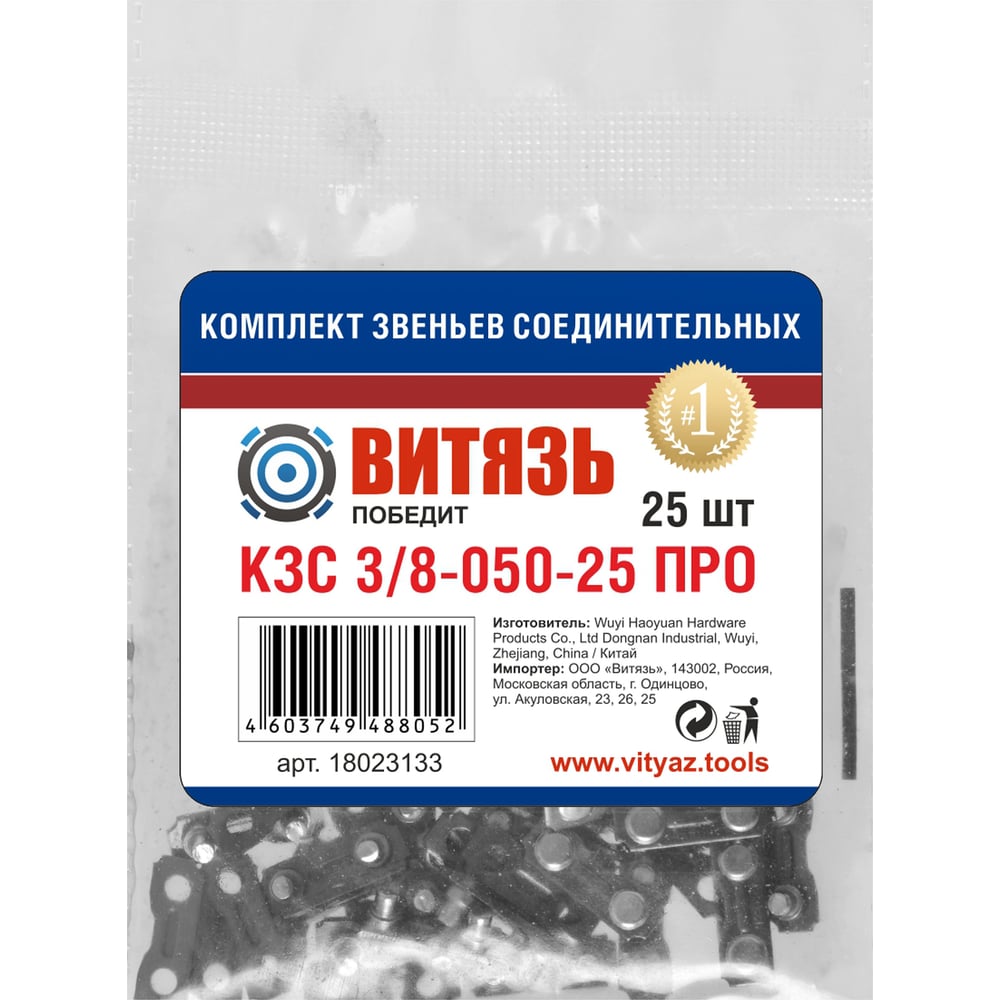 КОМПЛЕКТ ЗВЕНЬЕВ СОЕДИНИТЕЛЬНЫХ
#1
ВИТЯЗЬ
ПОБЕДИТ
25 шт
КЗС 3/8-050-25 ПРО
Изготовитель: Wuyi Haoyuan Hardware
Products Co., Ltd Dongnan Industrial, Wuyi,
Zhejiang, China / Китай
Импортер: ООО «Витязь», 143002, Россия,
Московская область, г. Одинцово,
ул. Акуловская, 23, 26, 25
4 603749 488052
арт. 18023133
www.vityaz.tools